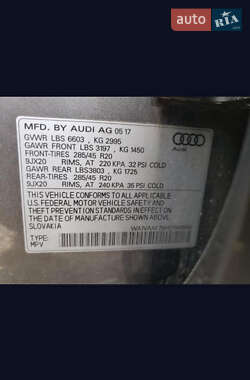 AUTO.RIA
MFD. BY AUDI AG 05 17
GVWR LBS 6603 , KG 2995
GAWR FRONT LBS 3197 , KG 1450
FRONT-TIRES 285/45 R20
9JX20 RIMS, AT 220 KPA, 32 PSI COLD
GAWR REAR LBS3803 , KG 1725
REAR-TIRES 285/45 R20
9JX20 RIMS, AT 240 KPA, 35 PSI COLD
Audi
THIS VEHICLE CONFORMS TO ALL APPLICABLE
U.S. FEDERAL MOTOR VEHICLE SAFETY AND
THEFT PREVENTION STANDARDS IN EFFECT ON
THE DATE OF MANUFACTURE SHOWN ABOVE.
SLOVAKIA
TYPE:
MPV